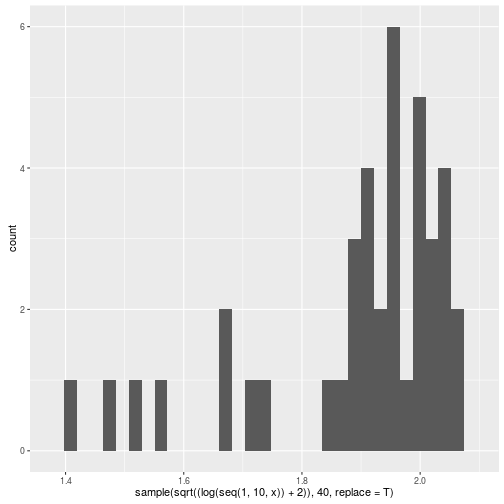 6
4
2
0
count
1.4 1.6 1.8 2.0
sample(sqrt((log(seq(1, 10, x)) + 2)), 40, replace = T)